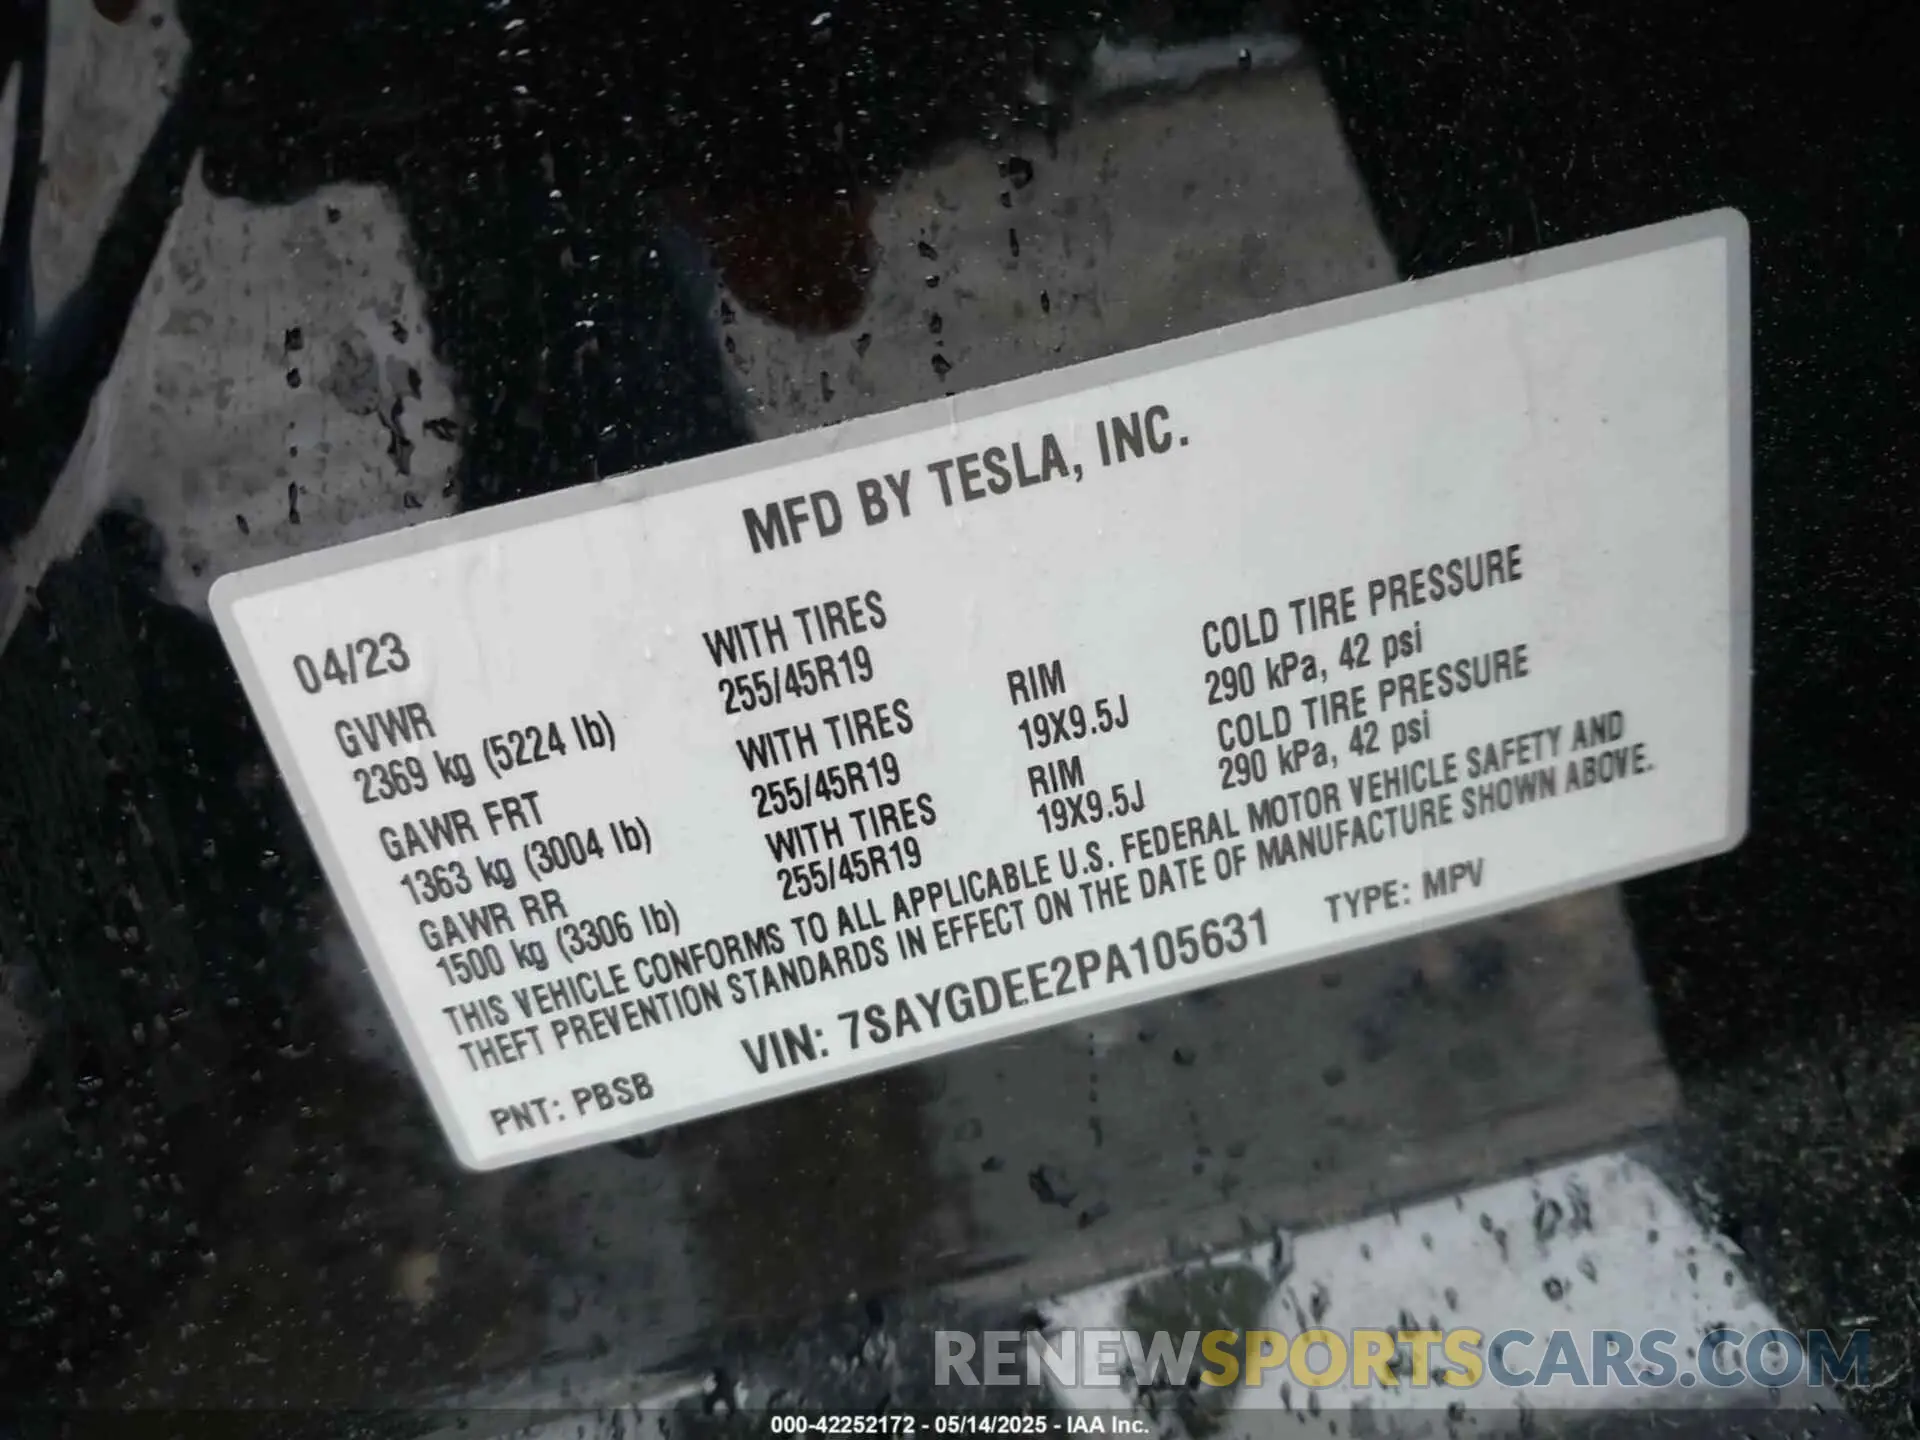 MFD BY TESLA, INC.
04/23
GVWR WITH TIRES
2369 kg (5224 lb) 255/45R19
GAWR FRT WITH TIRES RIM COLD TIRE PRESSURE
1363 kg (3004 lb) 255/45R19 19X9.5J 290 kPa, 42 psi
GAWR RR WITH TIRES RIM COLD TIRE PRESSURE
1500 kg (3306 lb) 255/45R19 19X9.5J 290 kPa, 42 psi
THIS VEHICLE CONFORMS TO ALL APPLICABLE U.S. FEDERAL MOTOR VEHICLE SAFETY AND
THEFT PREVENTION STANDARDS IN EFFECT ON THE DATE OF MANUFACTURE SHOWN ABOVE.
PNT: PBSB VIN: 7SAYGDEE2PA105631 TYPE: MPV
RENEWSPORTSCARS.COM
000-42252172 - 05/14/2025 - IAA Inc.